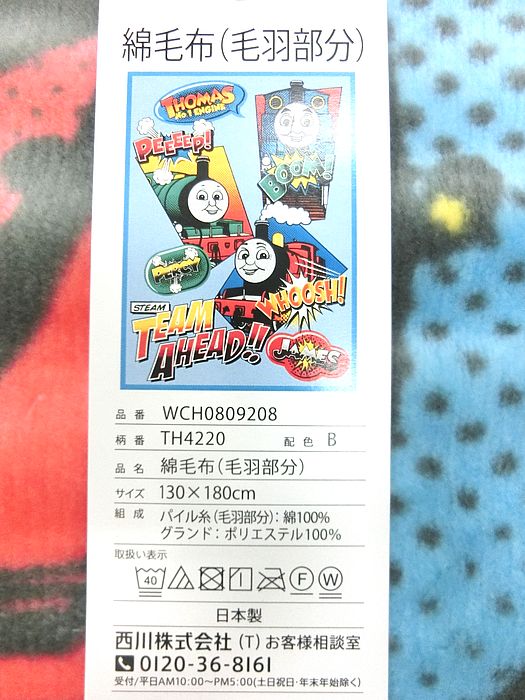 綿毛布(毛羽部分)
THOMAS
No.1 ENGINE
PEEEEP!
BOOM!
PERCY
WHOOSH!
STEAM
TEAM
AHEAD!!
JAMES
品番 WCH0809208
柄番 TH4220 配色 B
品名 綿毛布(毛羽部分)
サイズ 130×180cm
組成 パイル糸(毛羽部分):綿100%
グランド:ポリエステル100%
取扱い表示
40 F W
日本製
西川株式会社 (T) お客様相談室
0120-36-8161
受付/平日AM10:00〜PM5:00(土日祝日・年末年始除く)